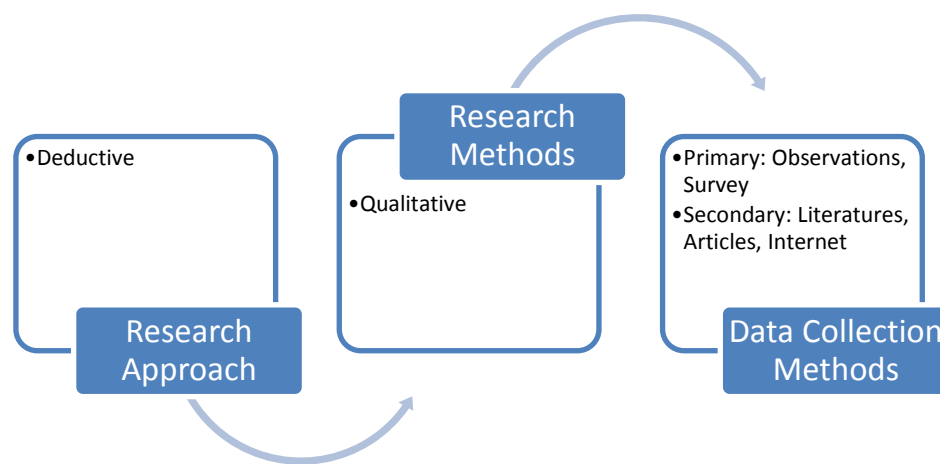 •Deductive
Research
Approach
Research
Methods
•Qualitative
•Primary: Observations,
Survey
•Secondary: Literatures,
Articles, Internet
Data Collection
Methods